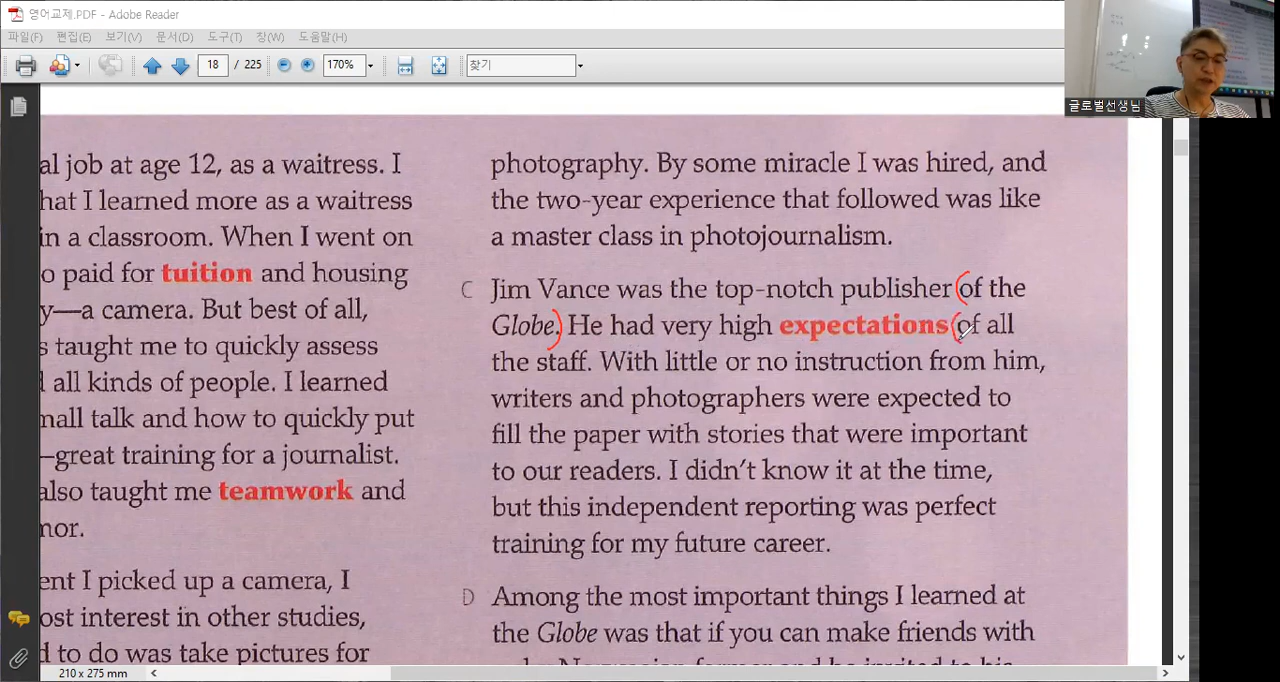 영어교제.PDF - Adobe Reader
파일(F) 편집(E) 보기(V) 문서(D) 도구(T) 창(W) 도움말(H)
18 / 225 170% 찾기
글로벌선생님
al job at age 12, as a waitress. I
hat I learned more as a waitress
in a classroom. When I went on
o paid for tuition and housing
y—a camera. But best of all,
s taught me to quickly assess
l all kinds of people. I learned
mall talk and how to quickly put
—great training for a journalist.
also taught me teamwork and
mor.
ent I picked up a camera, I
ost interest in other studies,
d to do was take pictures for
photography. By some miracle I was hired, and
the two-year experience that followed was like
a master class in photojournalism.
C Jim Vance was the top-notch publisher of the
Globe. He had very high expectations of all
the staff. With little or no instruction from him,
writers and photographers were expected to
fill the paper with stories that were important
to our readers. I didn't know it at the time,
but this independent reporting was perfect
training for my future career.
D Among the most important things I learned at
the Globe was that if you can make friends with
210 x 275 mm